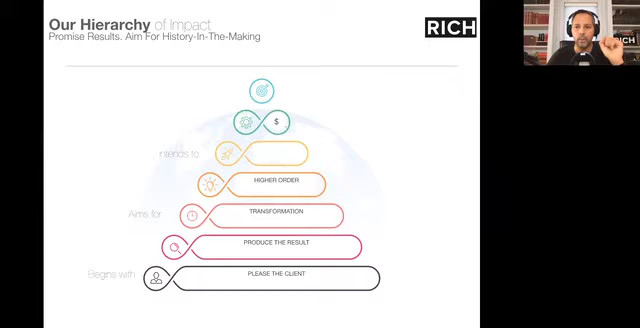 Our Hierarchy of Impact
Promise Results. Aim For History-In-The-Making
RICH
RICH
$
Intends to
HIGHER ORDER
Aims for
TRANSFORMATION
PRODUCE THE RESULT
Begins with
PLEASE THE CLIENT